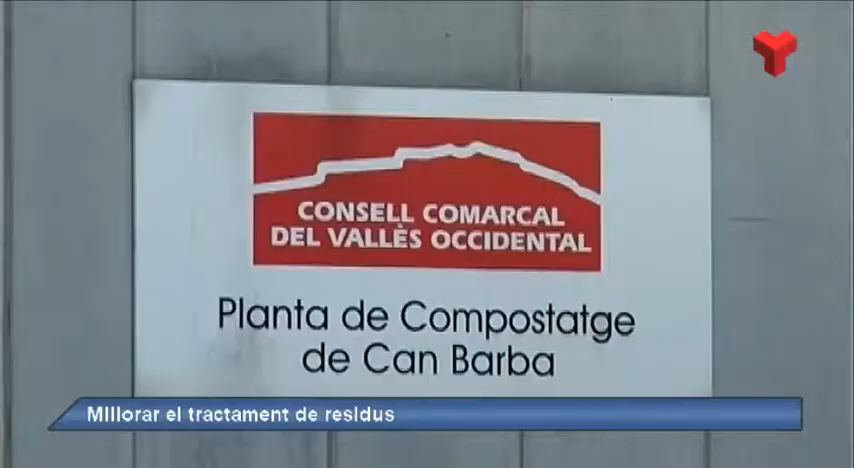 CONSELL COMARCAL
DEL VALLÈS OCCIDENTAL
Planta de Compostatge
de Can Barba
Millorar el tractament de residus